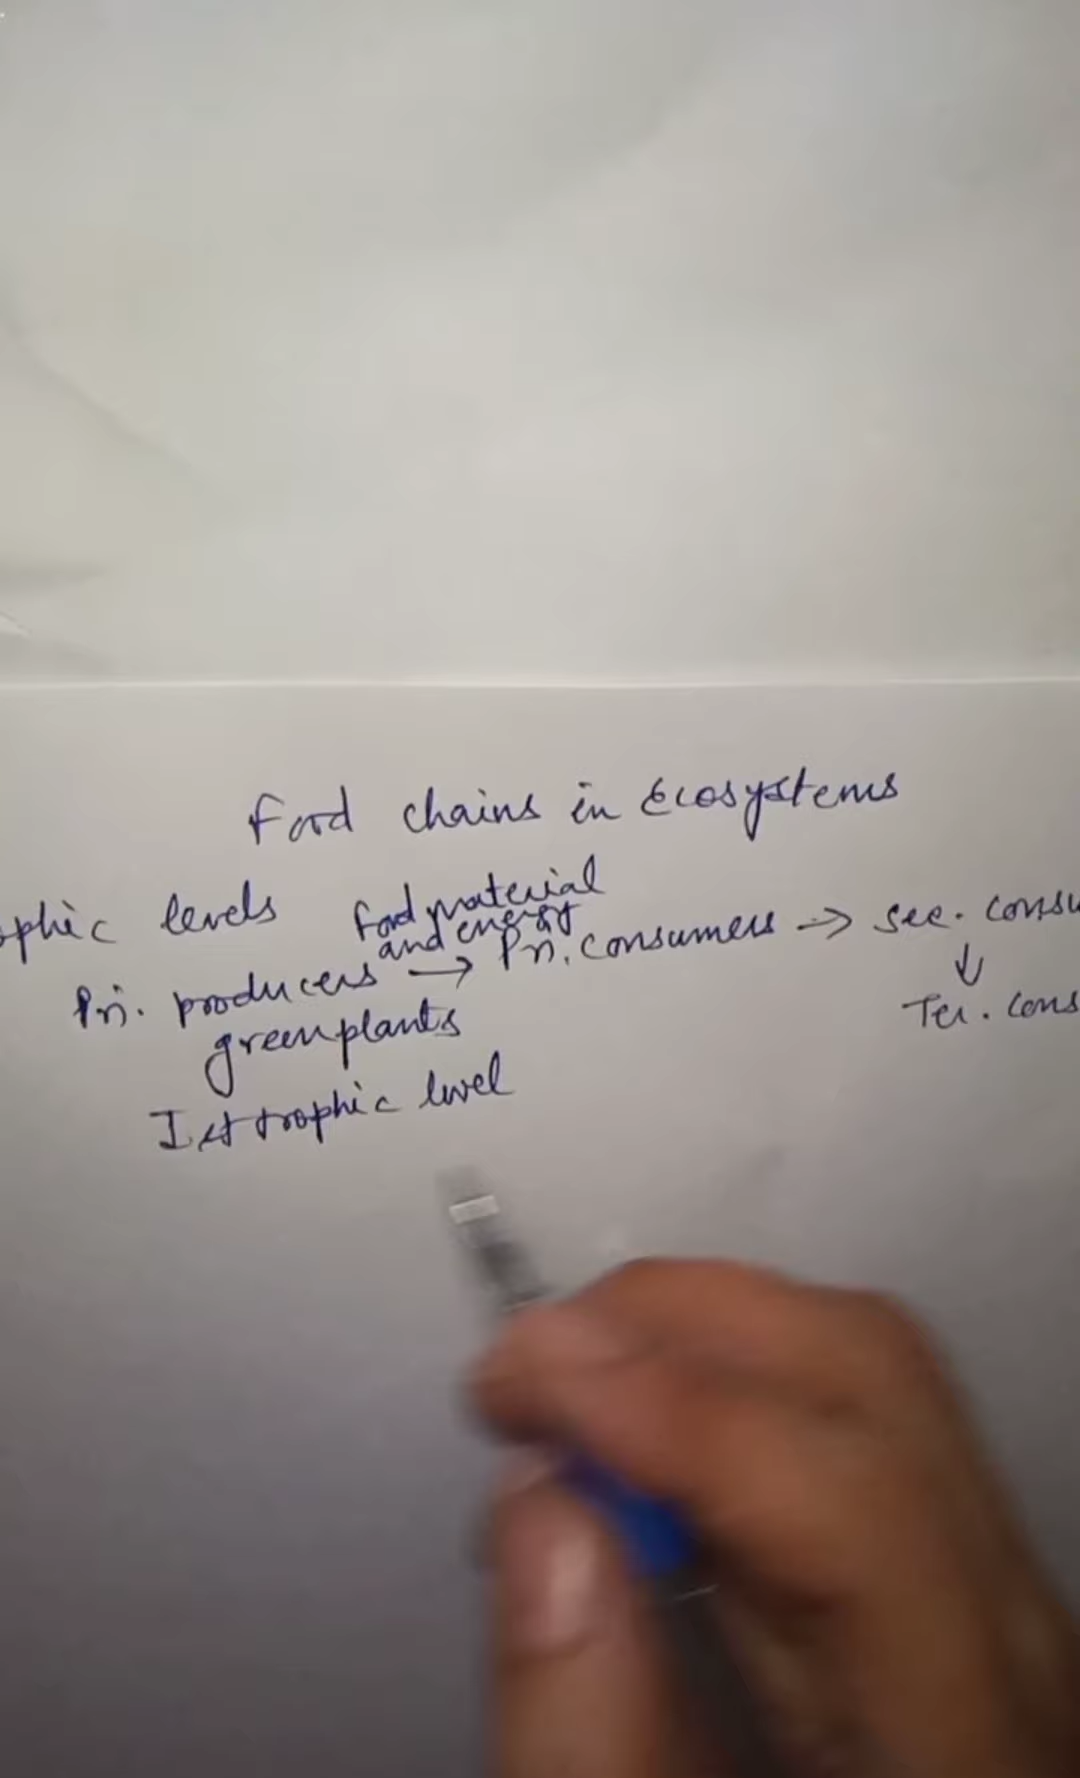 Food chains in Ecosystems
ophic levels
food material
and energy
Pri. producers → Pri. consumers → sec. consu
↓
green plants
Ter. cons
Ist trophic level